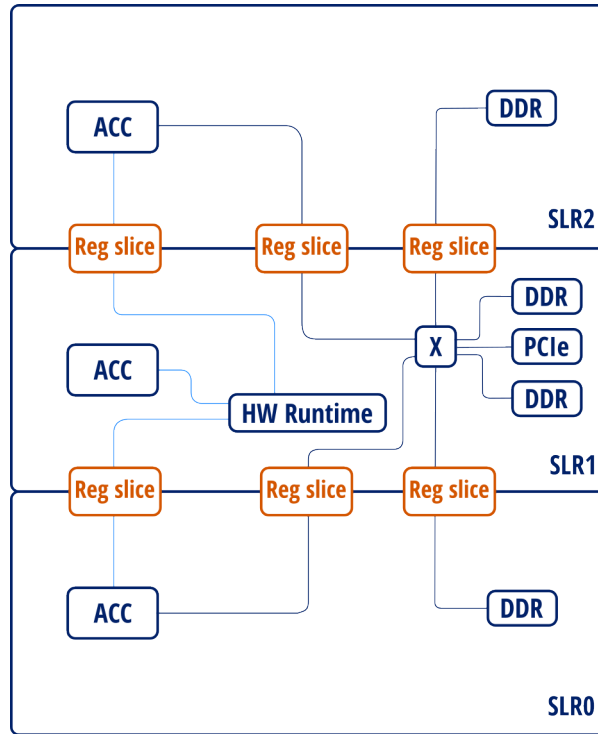 ACC
DDR
SLR2
Reg slice
Reg slice
Reg slice
DDR
X
PCIe
ACC
DDR
HW Runtime
SLR1
Reg slice
Reg slice
Reg slice
ACC
DDR
SLR0